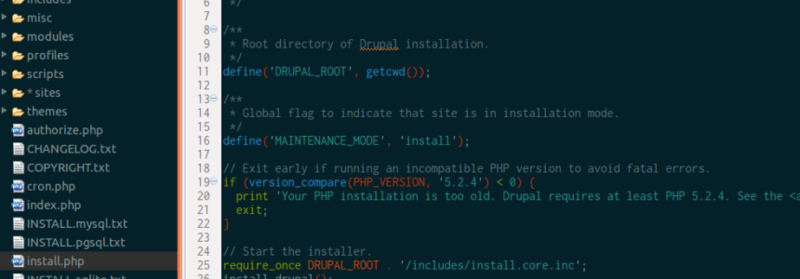 includes
misc
modules
profiles
scripts
* sites
themes
authorize.php
CHANGELOG.txt
COPYRIGHT.txt
cron.php
index.php
INSTALL.mysql.txt
INSTALL.pgsql.txt
install.php
INSTALL.sqlite.txt
6 */
7
8 /**
9 * Root directory of Drupal installation.
10 */
11 define('DRUPAL_ROOT', getcwd());
12
13 /**
14 * Global flag to indicate that site is in installation mode.
15 */
16 define('MAINTENANCE_MODE', 'install');
17
18 // Exit early if running an incompatible PHP version to avoid fatal errors.
19 if (version_compare(PHP_VERSION, '5.2.4') < 0) {
20 print 'Your PHP installation is too old. Drupal requires at least PHP 5.2.4. See the <a
21 exit;
22 }
23
24 // Start the installer.
25 require_once DRUPAL_ROOT . '/includes/install.core.inc';
26 install_drupal();